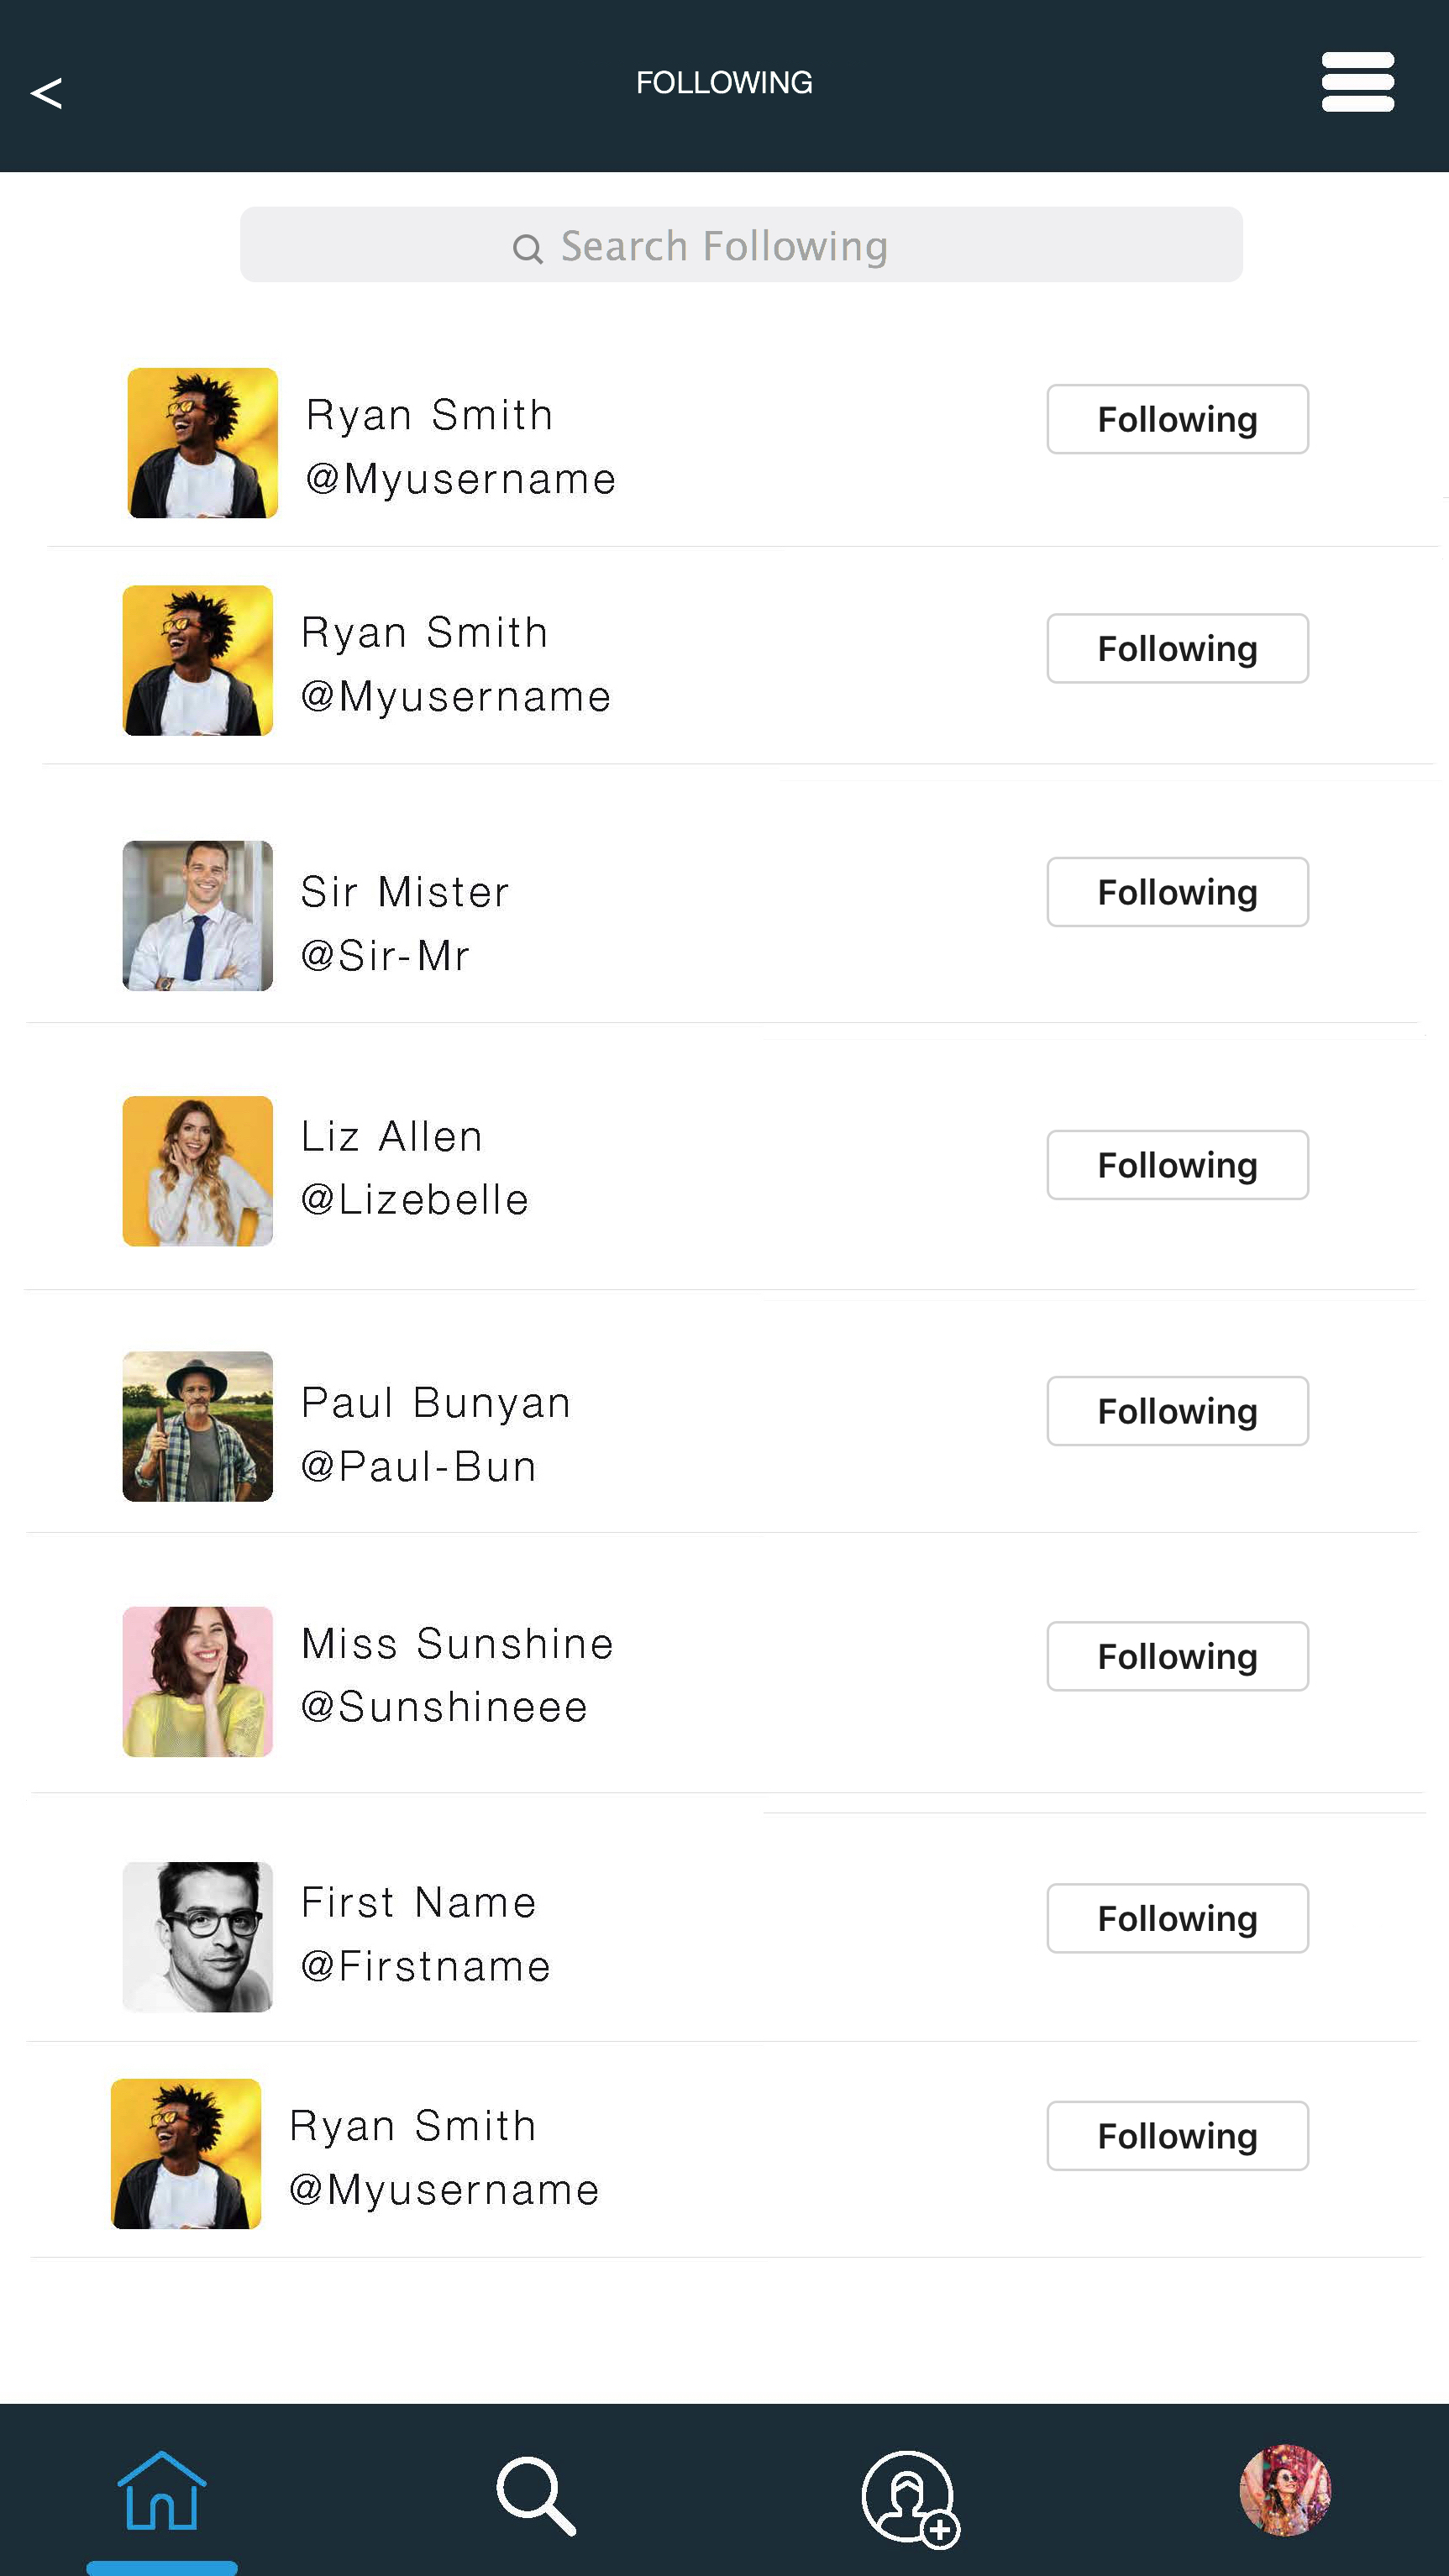 <
FOLLOWING
Search Following
Ryan Smith
@Myusername
Following
Ryan Smith
@Myusername
Following
Sir Mister
@Sir-Mr
Following
Liz Allen
@Lizebelle
Following
Paul Bunyan
@Paul-Bun
Following
Miss Sunshine
@Sunshineee
Following
First Name
@Firstname
Following
Ryan Smith
@Myusername
Following